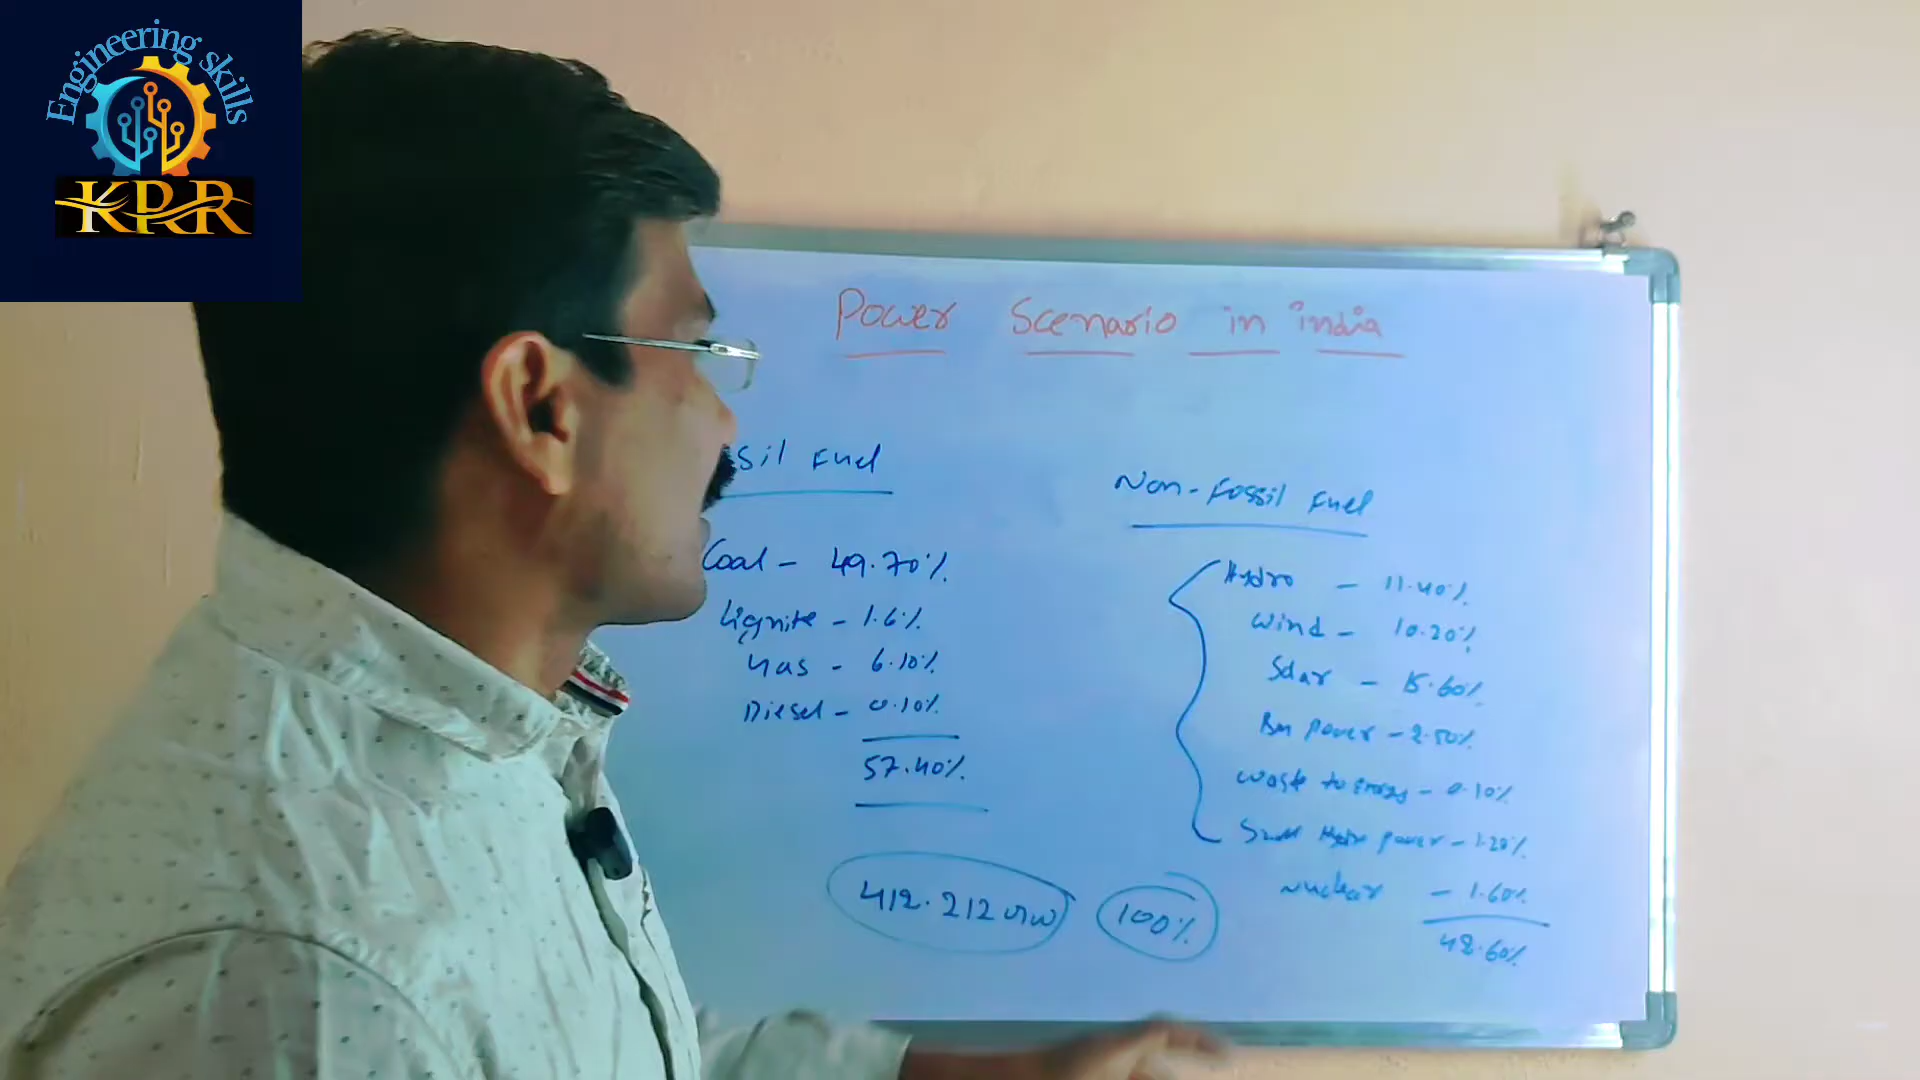 Engineering skills
KRR
Power Scenario in india
sil Fuel
Coal - 49.70%
Lignite - 1.6%
Gas - 6.10%
Diesel - 0.10%
57.40%
412.212 GW
100%
Non-Fossil Fuel
Hydro - 11.40%
Wind - 10.20%
Solar - 15.60%
Bm power - 2.50%
Waste to Energy - 0.10%
Small Hydro power - 1.20%
Nuclear - 1.60%
42.60%